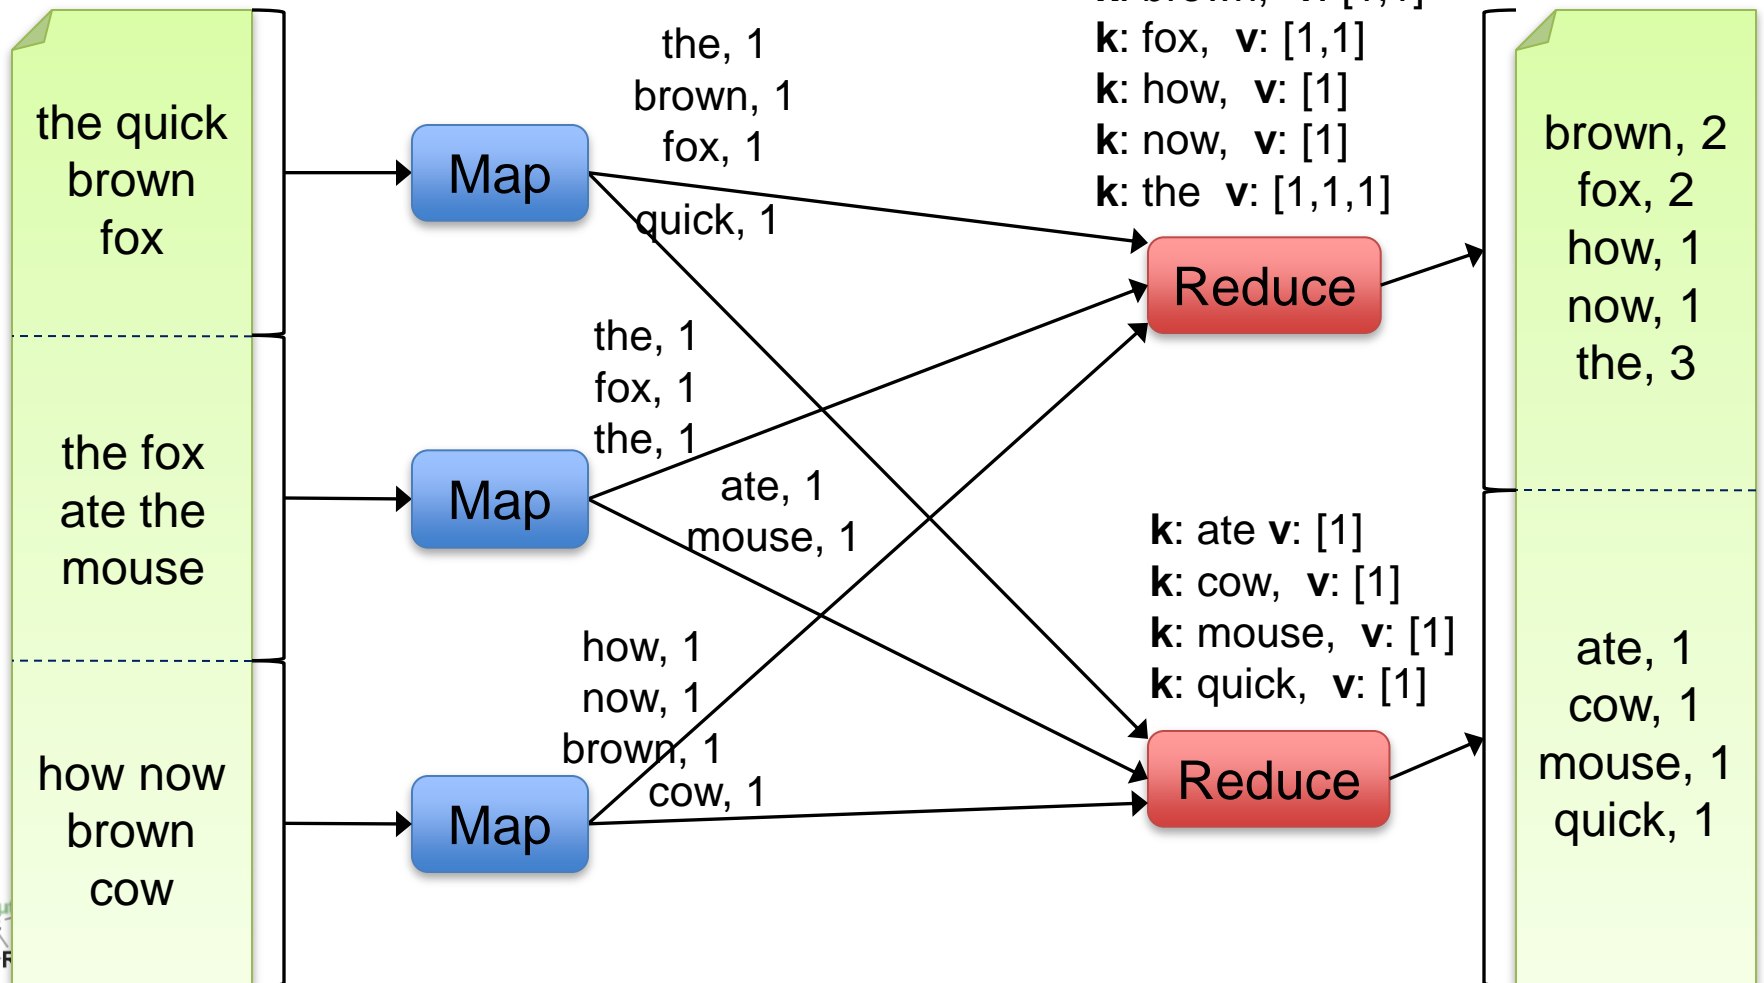 the quick
brown
fox
the fox
ate the
mouse
how now
brown
cow
Map
Map
Map
the, 1
brown, 1
fox, 1
quick, 1
the, 1
fox, 1
the, 1
ate, 1
mouse, 1
how, 1
now, 1
brown, 1
cow, 1
k: brown, v: [1,1]
k: fox, v: [1,1]
k: how, v: [1]
k: now, v: [1]
k: the v: [1,1,1]
Reduce
k: ate v: [1]
k: cow, v: [1]
k: mouse, v: [1]
k: quick, v: [1]
Reduce
brown, 2
fox, 2
how, 1
now, 1
the, 3
ate, 1
cow, 1
mouse, 1
quick, 1